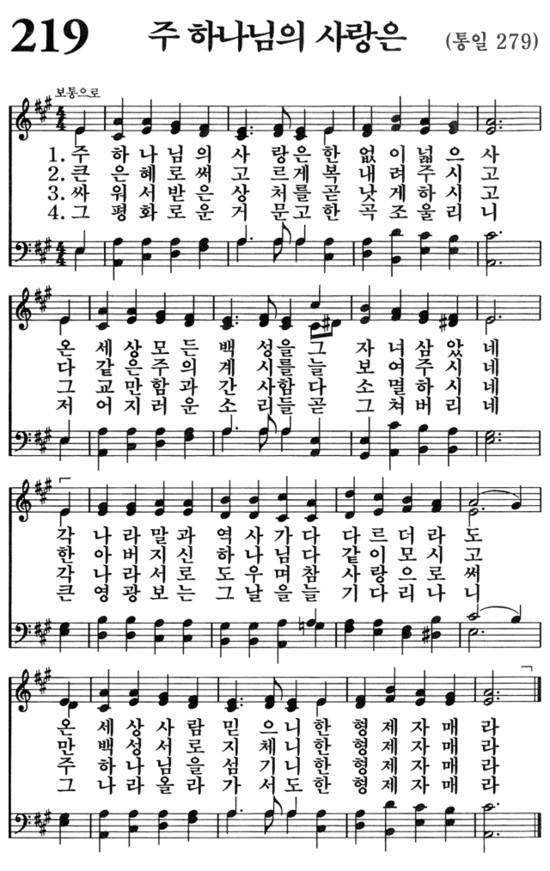 219 주 하나님의 사랑은 (통일 279)
보통으로
1. 주 하 나 님 의 사 랑은 한 없 이 넓 으 사
2. 큰 은 혜 로 써 고 르게 복 내 려 주 시 고
3. 싸 워 서 받 은 상 처를 곧 낫 게 하 시 고
4. 그 평 화 로 운 거 문고 한 곡 조 울 리 니
온 세 상 모 든 백 성을 그 자 녀 삼 았 네
다 같 은 주 의 계 시를 늘 보 여 주 시 네
그 교 만 함 과 간 사함 다 소 멸 하 시 네
저 어 지 러 운 소 리들 곧 그 쳐 버 리 네
각 나 라 말 과 역 사 가 다 다 르 더 라 도
한 아 버 지 신 하 나 님 다 같 이 모 시 고
각 나 라 서 로 도 우 며 참 사 랑 으 로 써
큰 영 광 보 는 그 날 을 늘 기 다 리 나 니
온 세 상 사 람 믿 으니 한 형 제 자 매 라
만 백 성 서 로 지 체니 한 형 제 자 매 라
주 하 나 님 을 섬 기니 한 형 제 자 매 라
그 나 라 올 라 가 서도 한 형 제 자 매 라